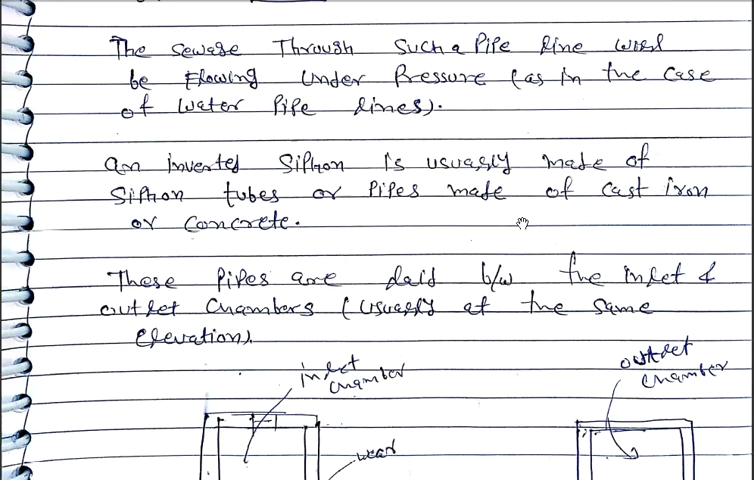 The sewage Through Such a Pipe line will
be Flowing Under Pressure (as in the case
of water Pipe lines).
an inverted Siphon is usually made of
Siphon tubes or Pipes made of cast iron
or concrete.
These Pipes are laid b/w the inlet &
outlet chambers (usually at the same
Elevation).
inlet
chamber
outlet
chamber